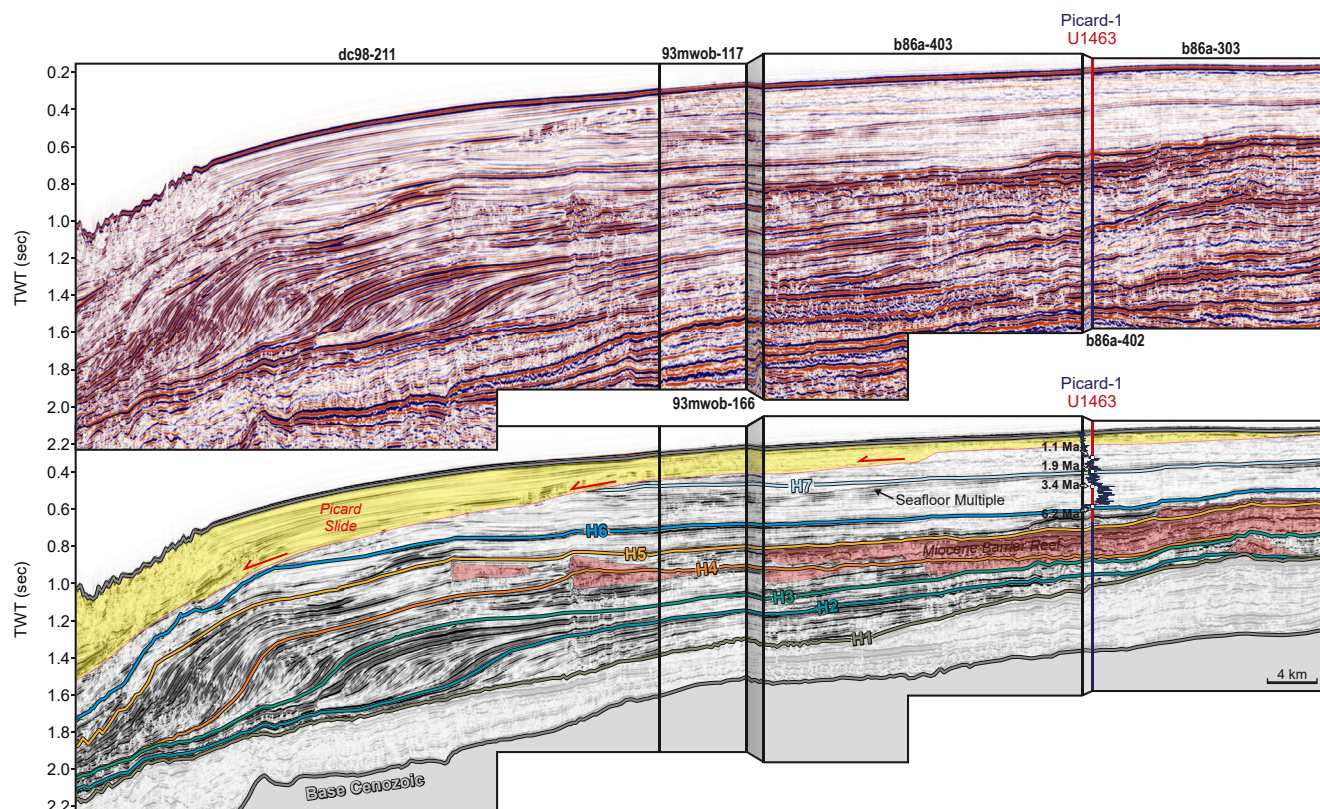 Picard-1
U1463
dc98-211
93mwob-117
b86a-403
b86a-303
0.2
0.4
0.6
0.8
1.0
1.2
1.4
1.6
1.8
2.0
2.2
TWT (sec)
b86a-402
93mwob-166
Picard-1
U1463
0.4
0.6
0.8
1.0
1.2
1.4
1.6
1.8
2.0
2.2
TWT (sec)
1.1 Ma
1.9 Ma
3.4 Ma
Picard
Slide
H7
Seafloor Multiple
H6
H5
Miocene Barrier Reef
H4
H3
H2
H1
4 km
Base Cenozoic